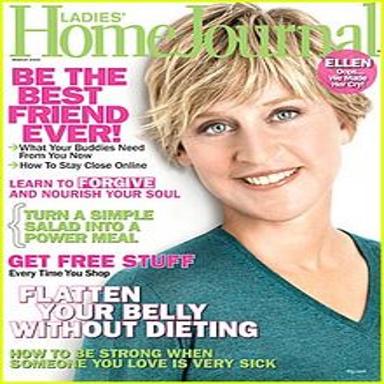 LADIES'
Home Journal
ELLEN
Oops...
We Made
Her Cry!
BE THE
BEST
FRIEND
EVER!
What Your Buddies Need
From You Now
How To Stay Close Online
LEARN TO FORGIVE
AND NOURISH YOUR SOUL
TURN A SIMPLE
SALAD INTO A
POWER MEAL
GET FREE STUFF
Every Time You Shop
FLATTEN
YOUR BELLY
WITHOUT DIETING
HOW TO BE STRONG WHEN
SOMEONE YOU LOVE IS VERY SICK